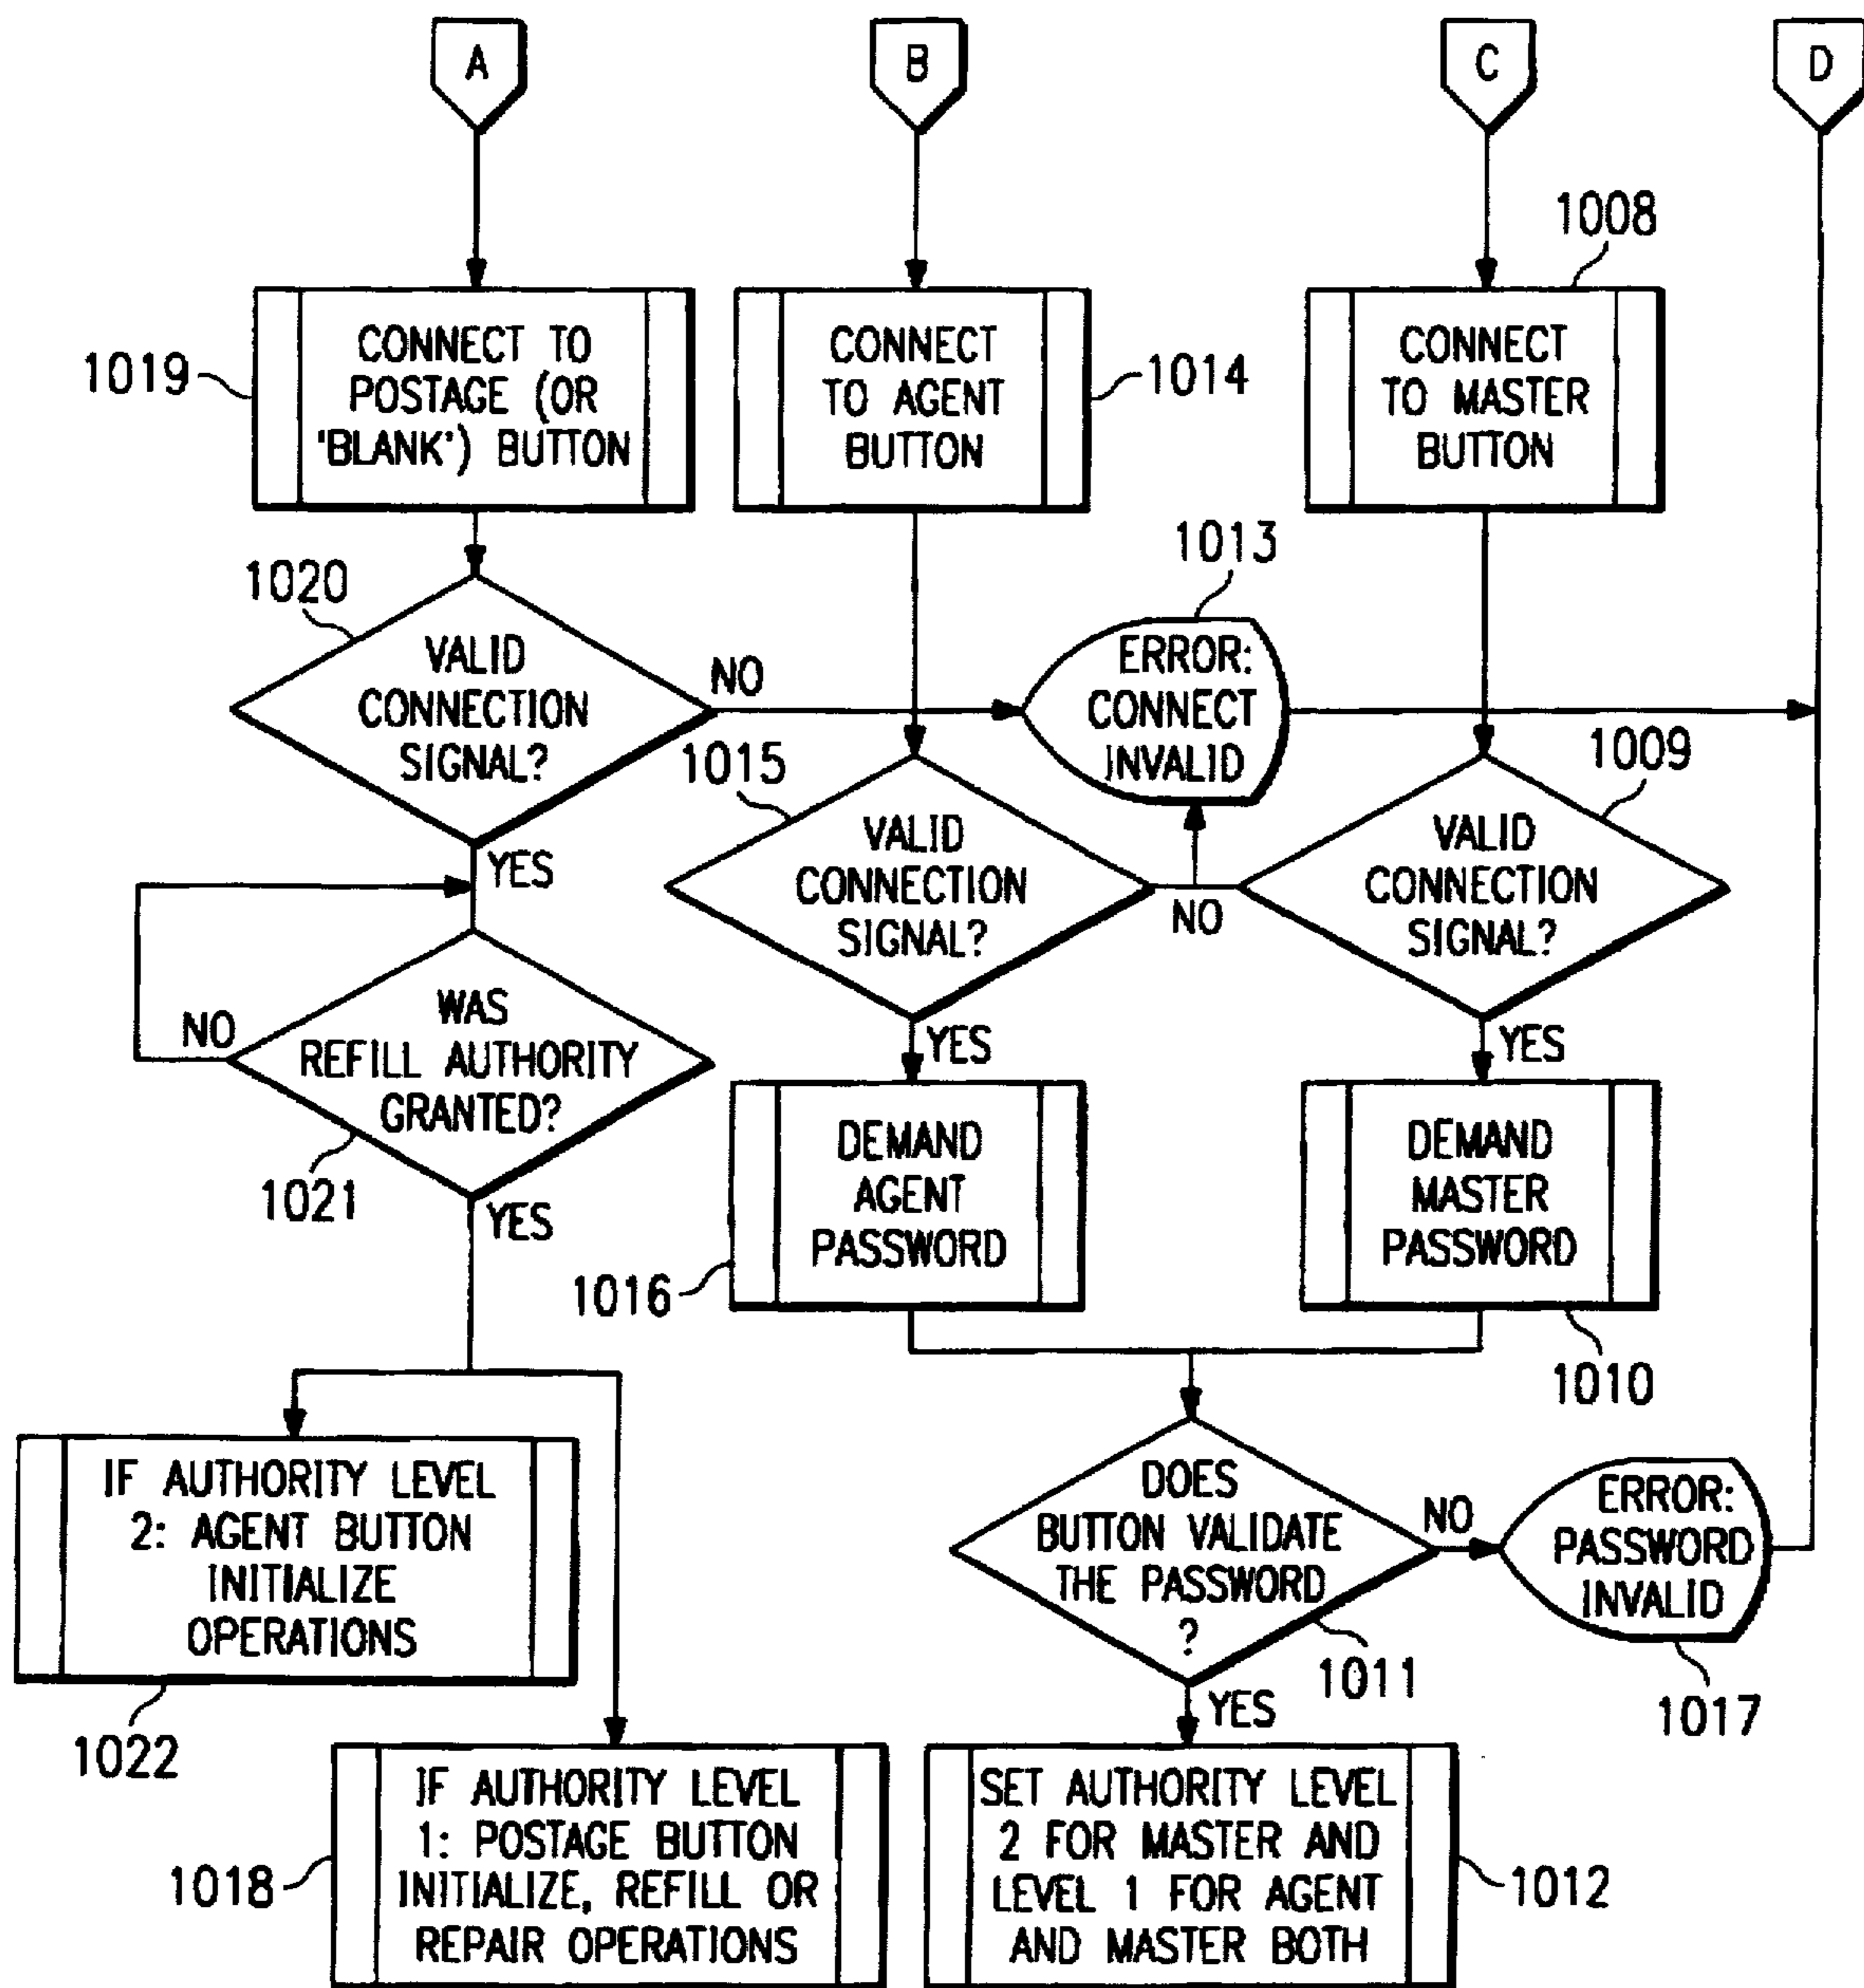 A
B
C
D
1008
CONNECT TO
POSTAGE (OR
'BLANK') BUTTON
1019
CONNECT
TO AGENT
BUTTON
1014
CONNECT
TO MASTER
BUTTON
1020
VALID
CONNECTION
SIGNAL?
NO
YES
1013
ERROR:
CONNECT
INVALID
1015
VALID
CONNECTION
SIGNAL?
NO
YES
1009
VALID
CONNECTION
SIGNAL?
YES
WAS
REFILL AUTHORITY
GRANTED?
NO
1021
YES
DEMAND
AGENT
PASSWORD
1016
DEMAND
MASTER
PASSWORD
1010
IF AUTHORITY LEVEL
2: AGENT BUTTON
INITIALIZE
OPERATIONS
1022
DOES
BUTTON VALIDATE
THE PASSWORD
?
NO
1011
YES
ERROR:
PASSWORD
INVALID
1017
IF AUTHORITY LEVEL
1: POSTAGE BUTTON
INITIALIZE, REFILL OR
REPAIR OPERATIONS
1018
SET AUTHORITY LEVEL
2 FOR MASTER AND
LEVEL 1 FOR AGENT
AND MASTER BOTH
1012